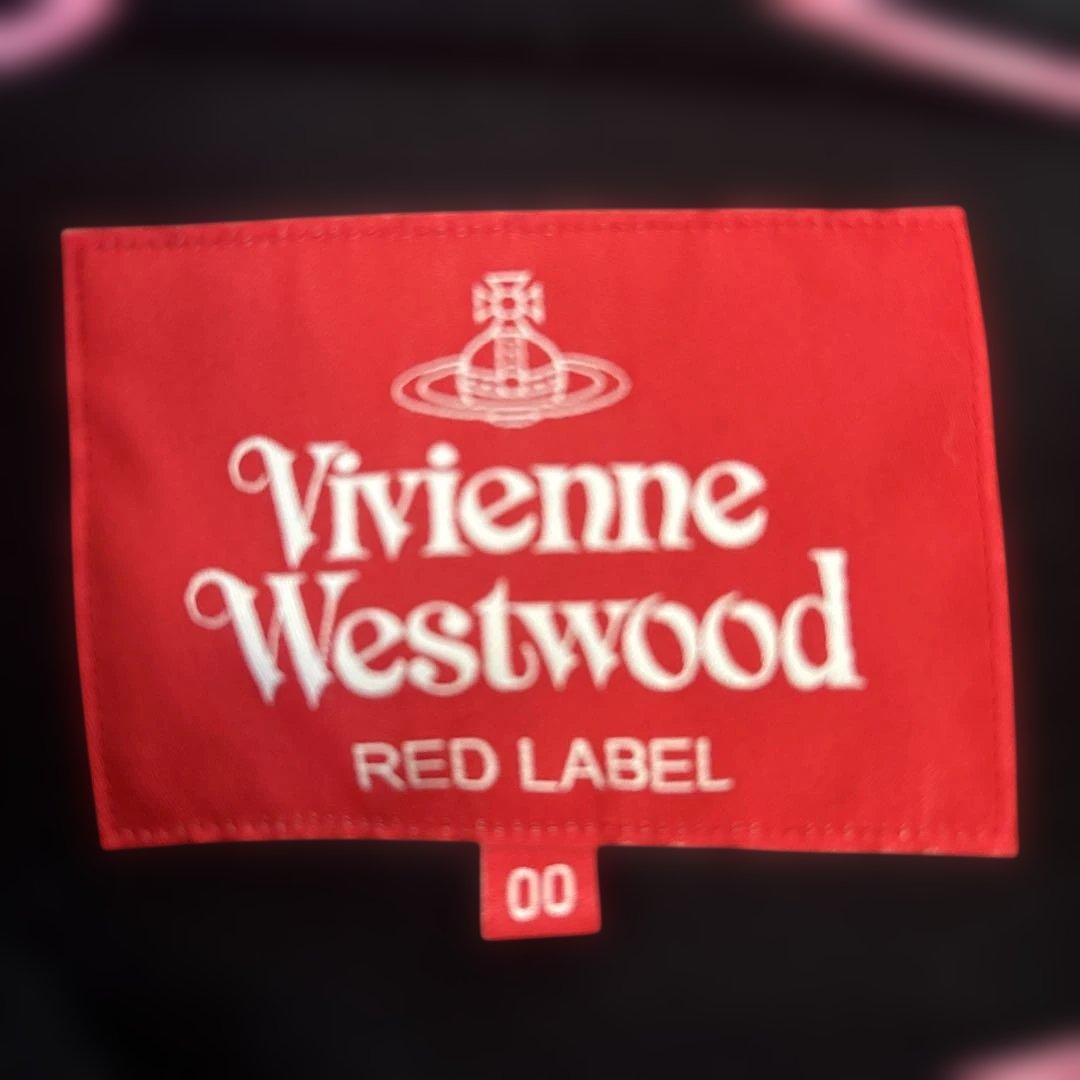 Vivienne
Westwood
RED LABEL
00